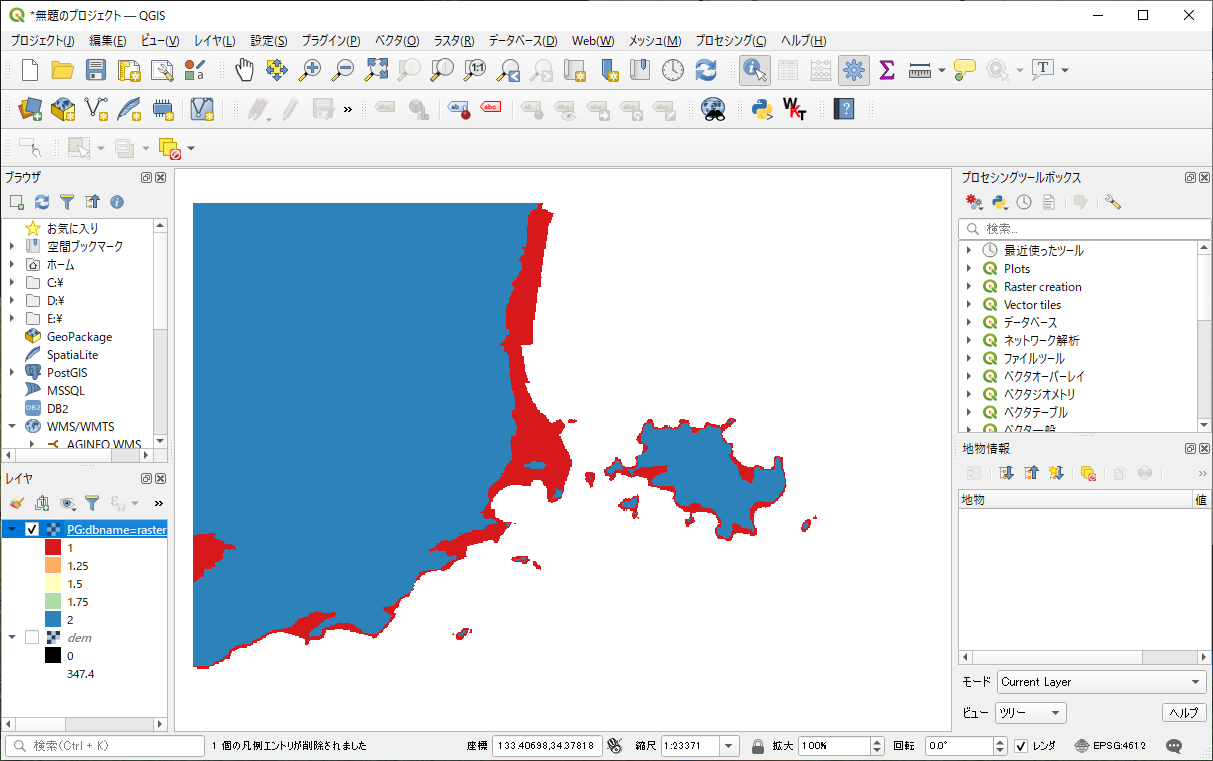 *無題のプロジェクト — QGIS
プロジェクト(J) 編集(E) ビュー(V) レイヤ(L) 設定(S) プラグイン(P) ベクタ(O) ラスタ(R) データベース(D) Web(W) メッシュ(M) プロセシング(C) ヘルプ(H)
ブラウザ
お気に入り
空間ブックマーク
ホーム
C:¥
D:¥
E:¥
GeoPackage
SpatiaLite
PostGIS
MSSQL
DB2
WMS/WMTS
AGINFO WMS
レイヤ
PG:dbname=raster
1
1.25
1.5
1.75
2
dem
0
347.4
プロセシングツールボックス
検索...
最近使ったツール
Plots
Raster creation
Vector tiles
データベース
ネットワーク解析
ファイルツール
ベクタオーバーレイ
ベクタジオメトリ
ベクタテーブル
ベクター般
地物情報
地物 値
モード Current Layer
ビュー ツリー ヘルプ
検索(Ctrl + K) 1 個の凡例エントリが削除されました 座標 133.40698,34.37818 縮尺 1:23371 拡大 100% 回転 0.0° レンダ EPSG:4612